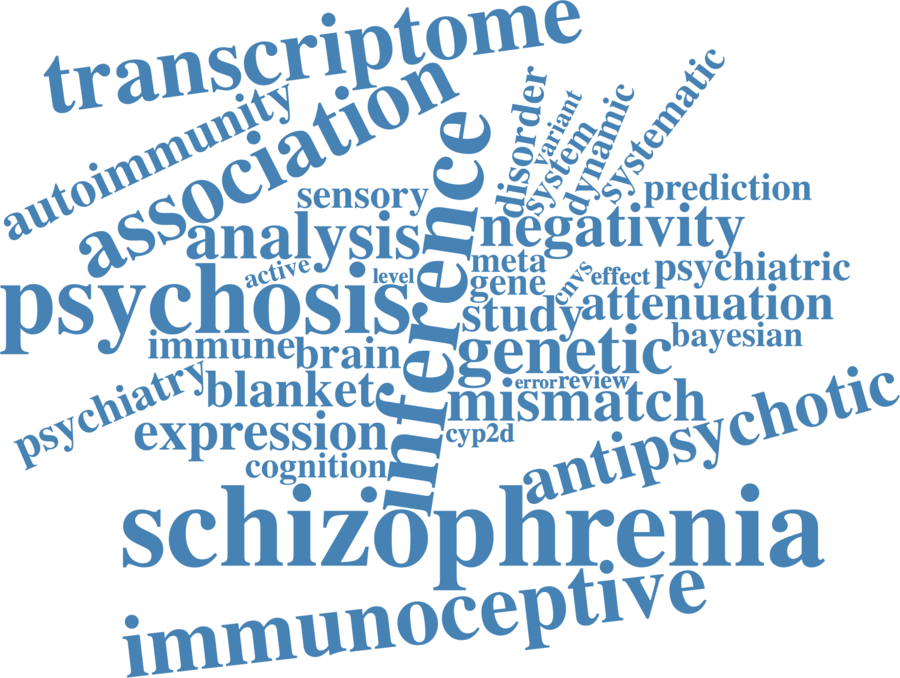 transcriptome
autoimmunity
association
inference
disorder
variant
system
dynamic
systematic
sensory
prediction
analysis
negativity
active
level
meta
gene
cnvs
effect
psychiatric
psychosis
study
attenuation
immune
brain
genetic
bayesian
psychiatry
blanket
error
review
mismatch
expression
cyp2d
cognition
antipsychotic
schizophrenia
immunoceptive